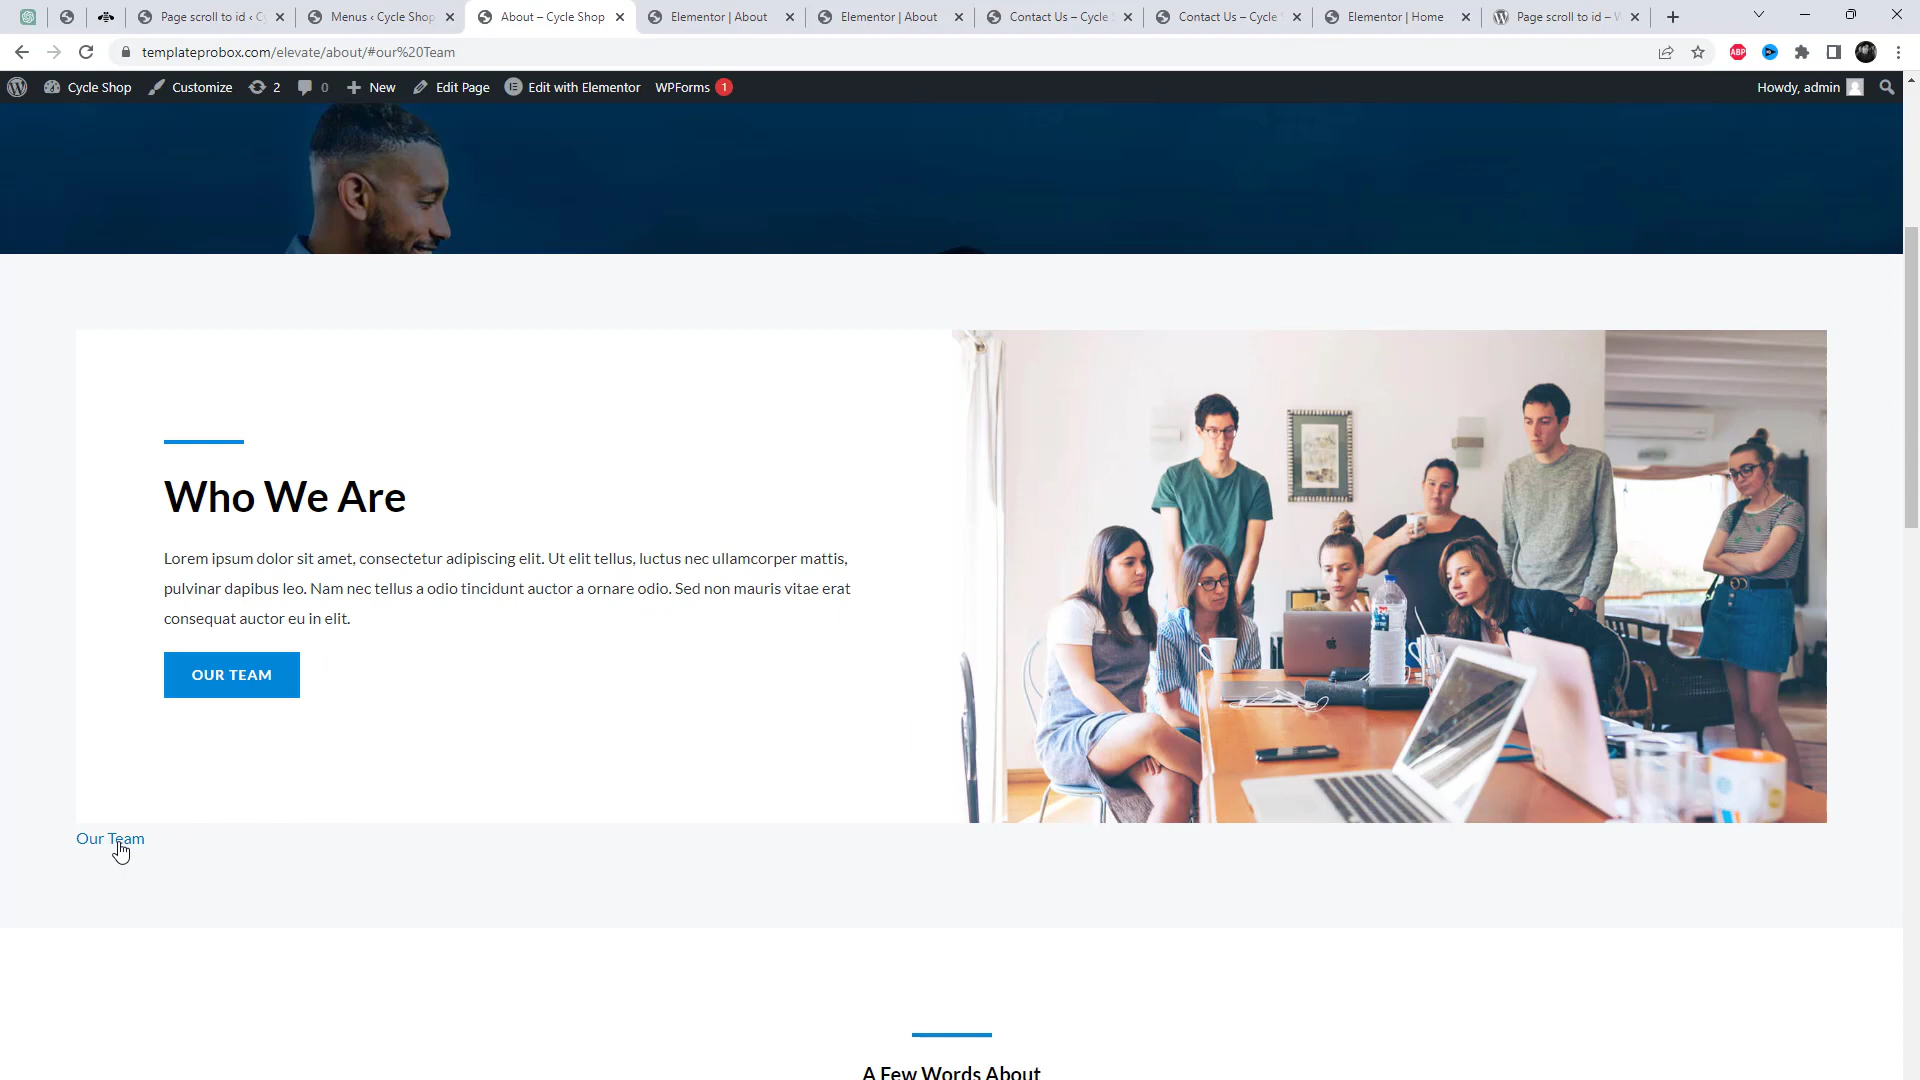 Page scroll to id ‹ C
Menus ‹ Cycle Shop
About – Cycle Shop
Elementor | About
Elementor | About
Contact Us – Cycle
Contact Us – Cycle
Elementor | Home
Page scroll to id –
templateprobox.com/elevate/about/#our%20Team
ABP
Cycle Shop
Customize
2
0
New
Edit Page
Edit with Elementor
WPForms 1
Howdy, admin
Who We Are
Lorem ipsum dolor sit amet, consectetur adipiscing elit. Ut elit tellus, luctus nec ullamcorper mattis,
pulvinar dapibus leo. Nam nec tellus a odio tincidunt auctor a ornare odio. Sed non mauris vitae erat
consequat auctor eu in elit.
OUR TEAM
Our Team
A Few Words About